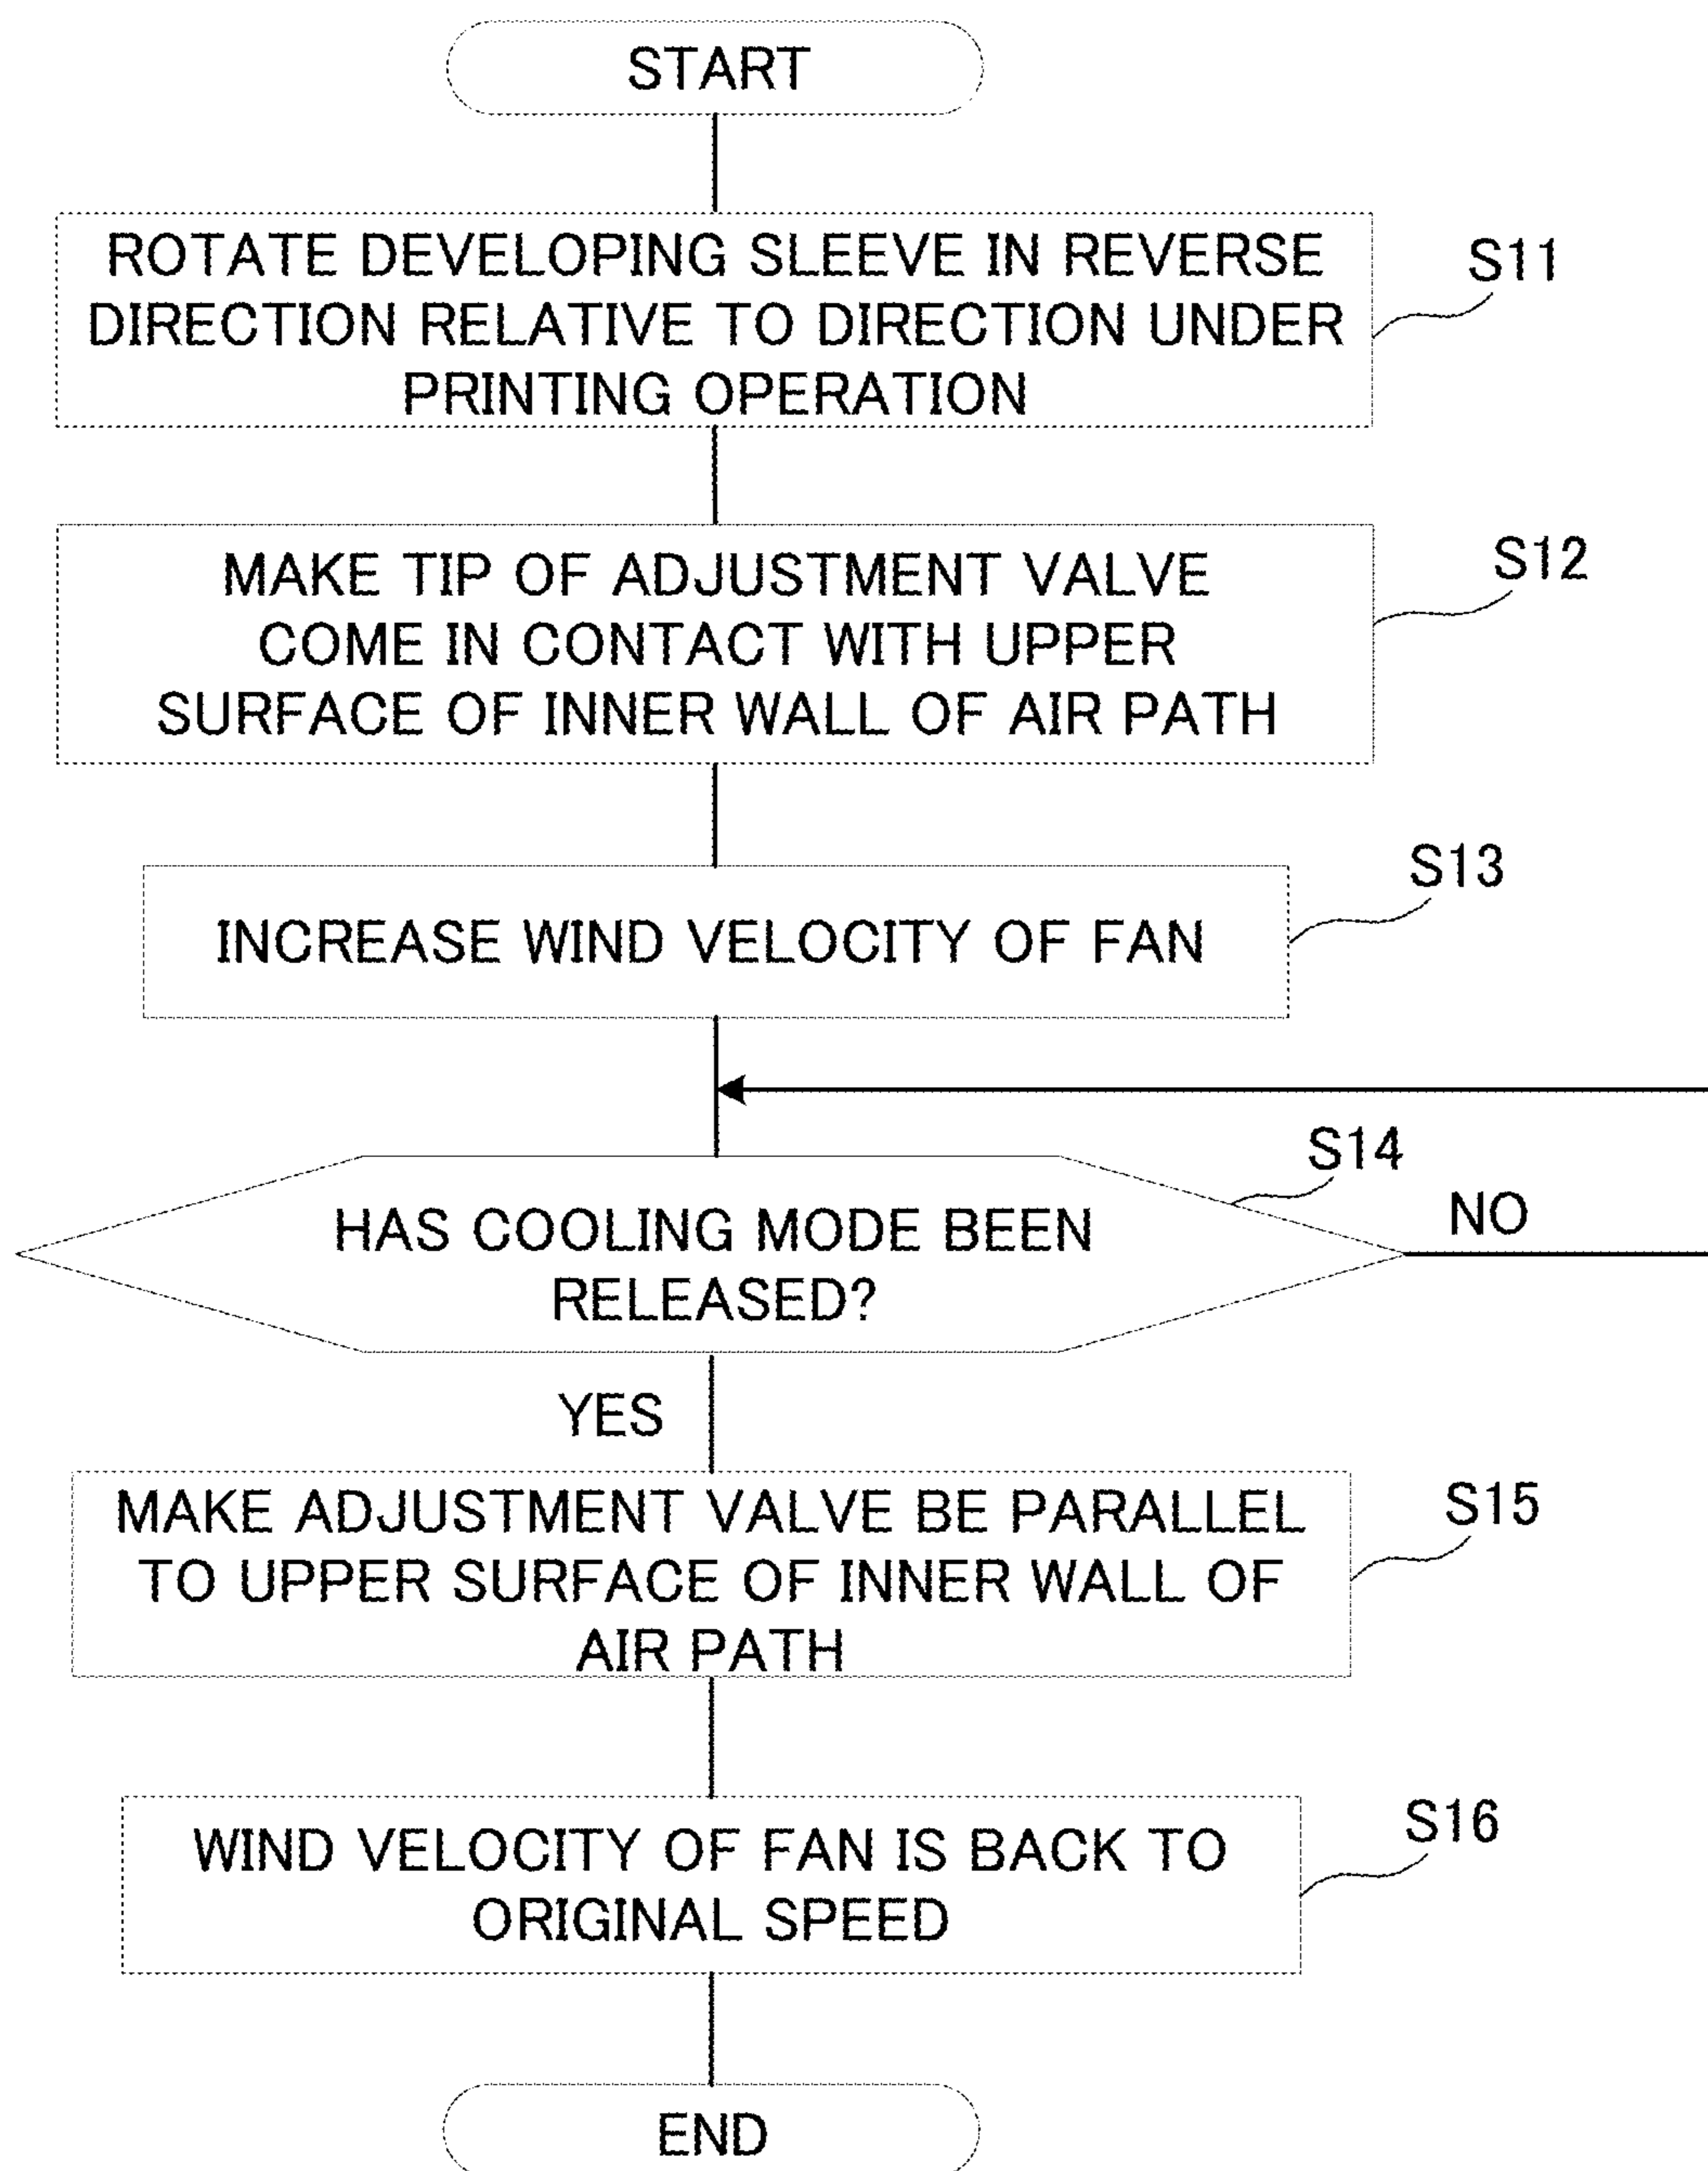 START
ROTATE DEVELOPING SLEEVE IN REVERSE
DIRECTION RELATIVE TO DIRECTION UNDER
PRINTING OPERATION
S11
MAKE TIP OF ADJUSTMENT VALVE
COME IN CONTACT WITH UPPER
SURFACE OF INNER WALL OF AIR PATH
S12
INCREASE WIND VELOCITY OF FAN
S13
HAS COOLING MODE BEEN
RELEASED?
S14
NO
YES
MAKE ADJUSTMENT VALVE BE PARALLEL
TO UPPER SURFACE OF INNER WALL OF
AIR PATH
S15
WIND VELOCITY OF FAN IS BACK TO
ORIGINAL SPEED
S16
END